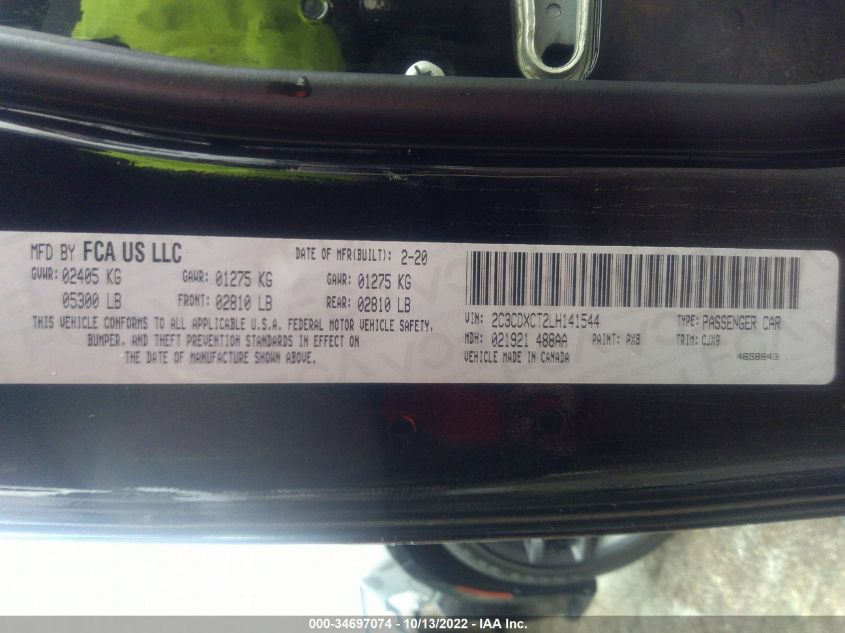 MFD BY FCA US LLC DATE OF MFR(BUILT): 2-20
GVWR: 02405 KG GAWR: 01275 KG GAWR: 01275 KG
05300 LB FRONT: 02810 LB REAR: 02810 LB
THIS VEHICLE CONFORMS TO ALL APPLICABLE U.S.A. FEDERAL MOTOR VEHICLE SAFETY,
BUMPER, AND THEFT PREVENTION STANDARDS IN EFFECT ON
THE DATE OF MANUFACTURE SHOWN ABOVE.
VIN: 2C3CDXCT2LH141544 TYPE: PASSENGER CAR
MDH: 021921 488AA PAINT: PX8 TRIM: CJX9
VEHICLE MADE IN CANADA 4658843
000-34697074 - 10/13/2022 - IAA Inc.